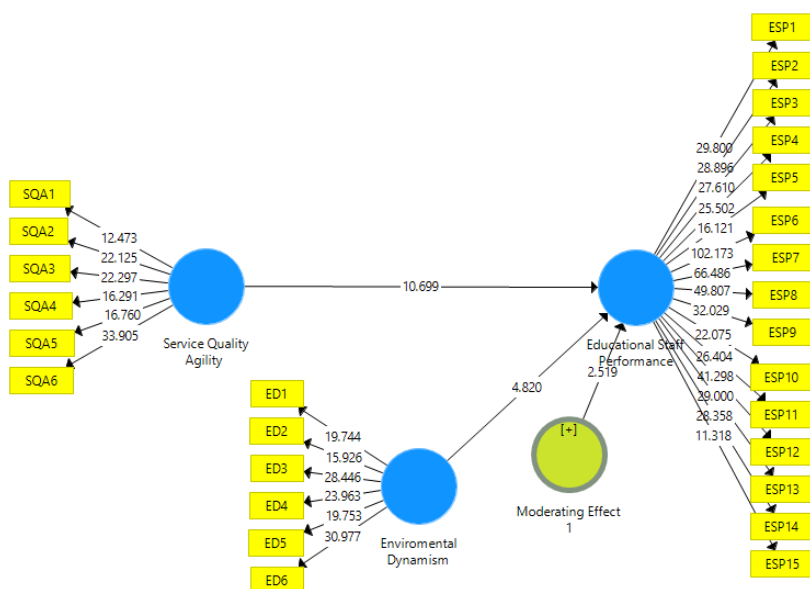 ESP1
ESP2
ESP3
ESP4
ESP5
ESP6
ESP7
ESP8
ESP9
ESP10
ESP11
ESP12
ESP13
ESP14
ESP15
29.800
28.896
27.610
25.502
16.121
102.173
66.486
49.807
32.029
22.075
26.404
41.298
29.000
28.358
11.318
SQA1
SQA2
SQA3
SQA4
SQA5
SQA6
12.473
22.125
22.297
16.291
16.760
33.905
Service Quality
Agility
10.699
Educational Staff
Performance
4.820
2.519
ED1
ED2
ED3
ED4
ED5
ED6
19.744
15.926
28.446
23.963
19.753
30.977
Enviromental
Dynamism
[+]
Moderating Effect
1